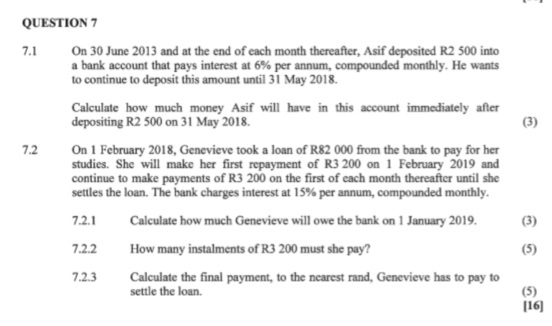 QUESTION 7
7.1 On 30 June 2013 and at the end of each month thereafter, Asif deposited R2 500 into
a bank account that pays interest at 6% per annum, compounded monthly. He wants
to continue to deposit this amount until 31 May 2018.
Calculate how much money Asif will have in this account immediately after
depositing R2 500 on 31 May 2018. (3)
7.2 On 1 February 2018, Genevieve took a loan of R82 000 from the bank to pay for her
studies. She will make her first repayment of R3 200 on 1 February 2019 and
continue to make payments of R3 200 on the first of each month thereafter until she
settles the loan. The bank charges interest at 15% per annum, compounded monthly.
7.2.1 Calculate how much Genevieve will owe the bank on 1 January 2019. (3)
7.2.2 How many instalments of R3 200 must she pay? (5)
7.2.3 Calculate the final payment, to the nearest rand, Genevieve has to pay to
settle the loan. (5)
[16]